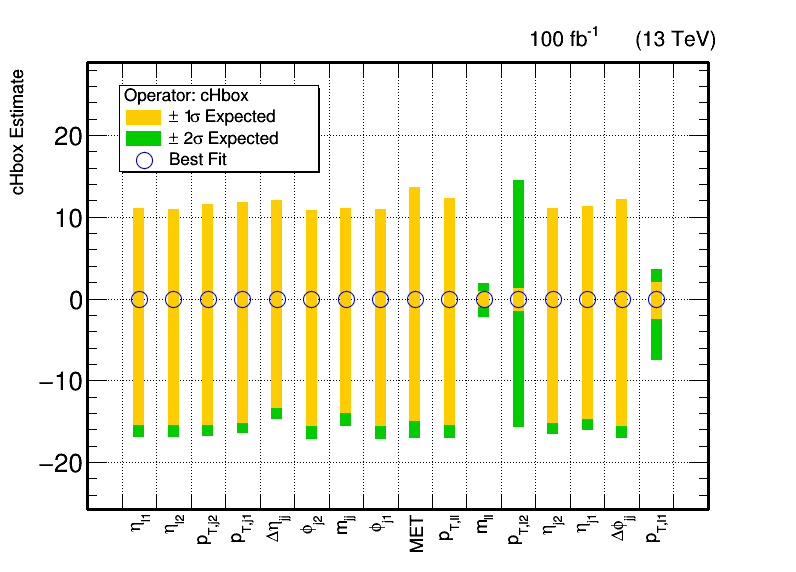 100 fb⁻¹ (13 TeV)
cHbox Estimate
Operator: cHbox
± 1σ Expected
± 2σ Expected
Best Fit
20
10
0
−10
−20
η_l1 η_l2 p_T,j2 p_T,j1 Δη_jj φ_j2 m_jj φ_j1 MET p_T,ll m_ll p_T,l2 η_j2 η_j1 Δφ_jj p_T,l1